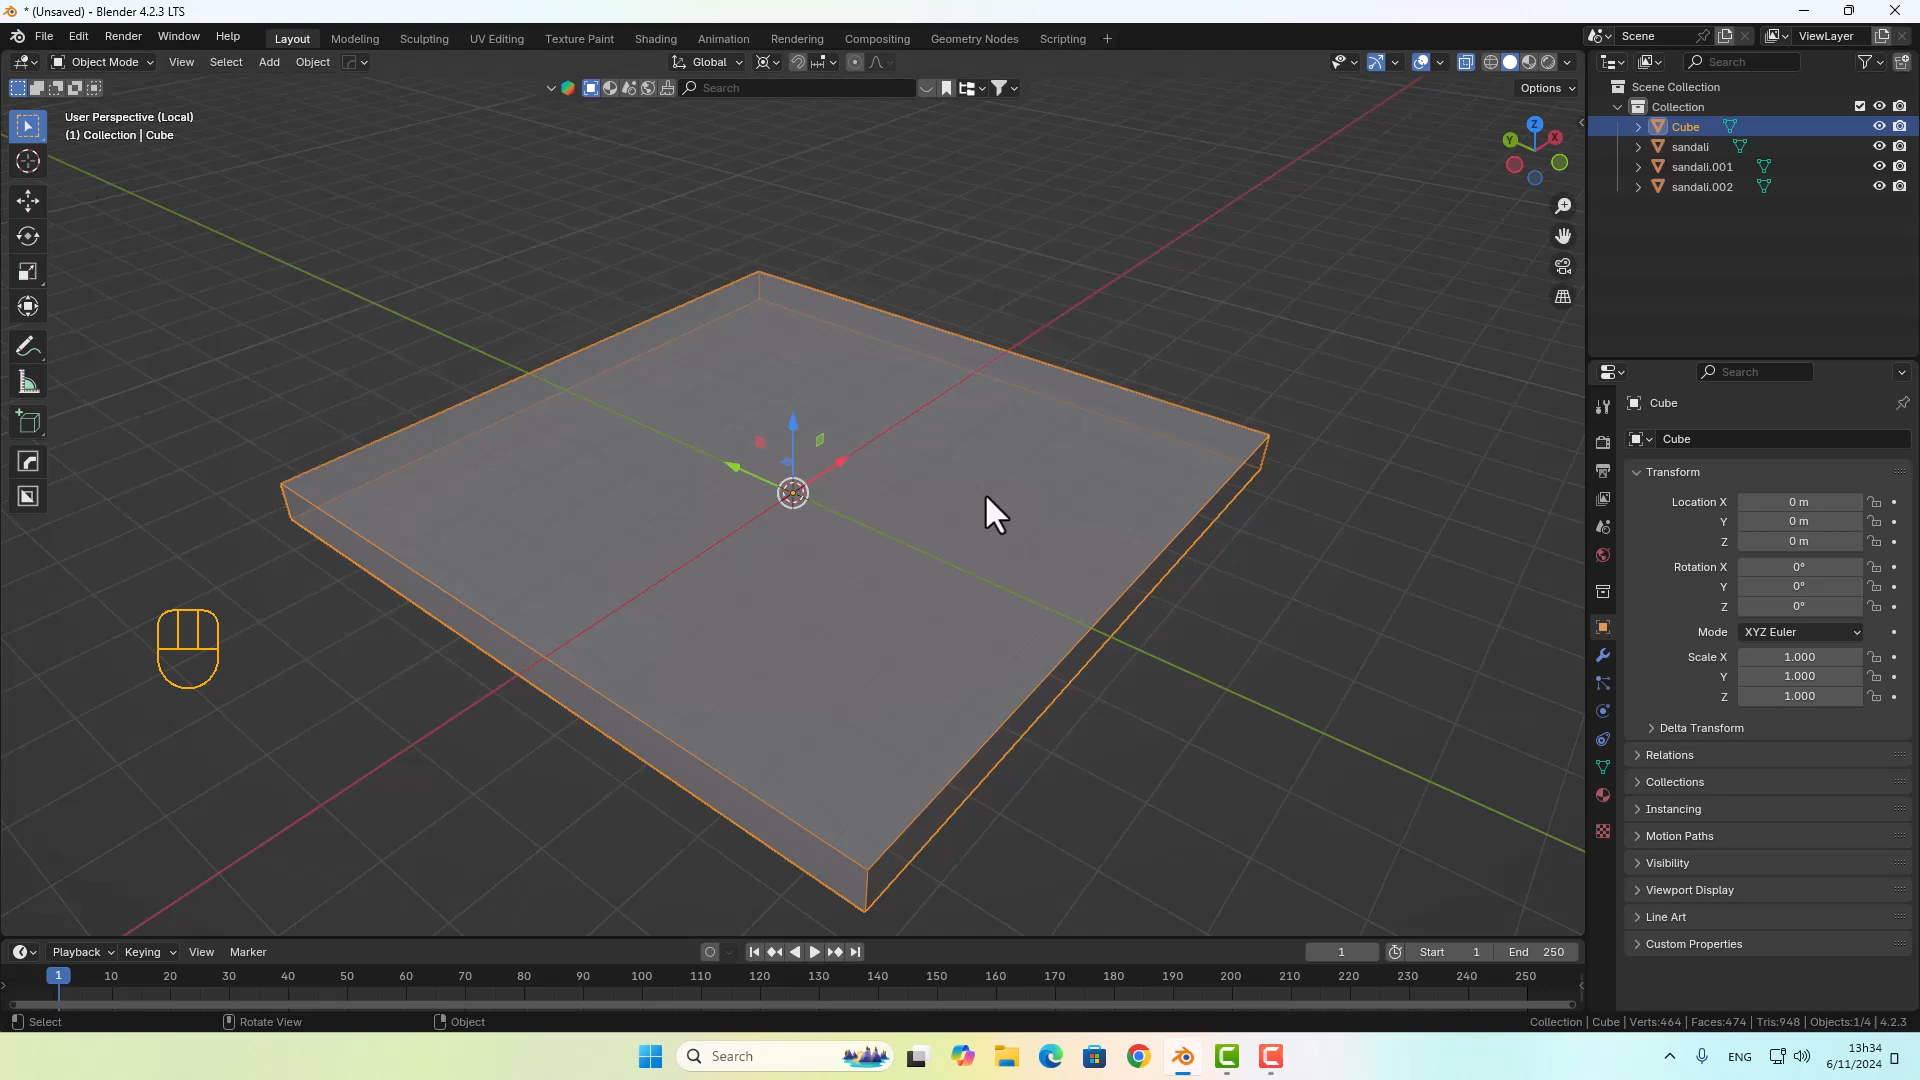 * (Unsaved) - Blender 4.2.3 LTS
File Edit Render Window Help
Layout Modeling Sculpting UV Editing Texture Paint Shading Animation Rendering Compositing Geometry Nodes Scripting +
Scene
ViewLayer
Object Mode View Select Add Object
Global
Search
Search
Options
User Perspective (Local)
(1) Collection | Cube
Z
Y
X
Scene Collection
Collection
Cube
sandali
sandali.001
sandali.002
Search
Cube
Cube
Transform
Location X 0 m
Y 0 m
Z 0 m
Rotation X 0°
Y 0°
Z 0°
Mode XYZ Euler
Scale X 1.000
Y 1.000
Z 1.000
Delta Transform
Relations
Collections
Instancing
Motion Paths
Visibility
Viewport Display
Line Art
Custom Properties
Playback Keying View Marker
1
Start 1
End 250
1 10 20 30 40 50 60 70 80 90 100 110 120 130 140 150 160 170 180 190 200 210 220 230 240 250
Select
Rotate View
Object
Collection | Cube | Verts:464 | Faces:474 | Tris:948 | Objects:1/4 | 4.2.3
Search
ENG
13h34
6/11/2024